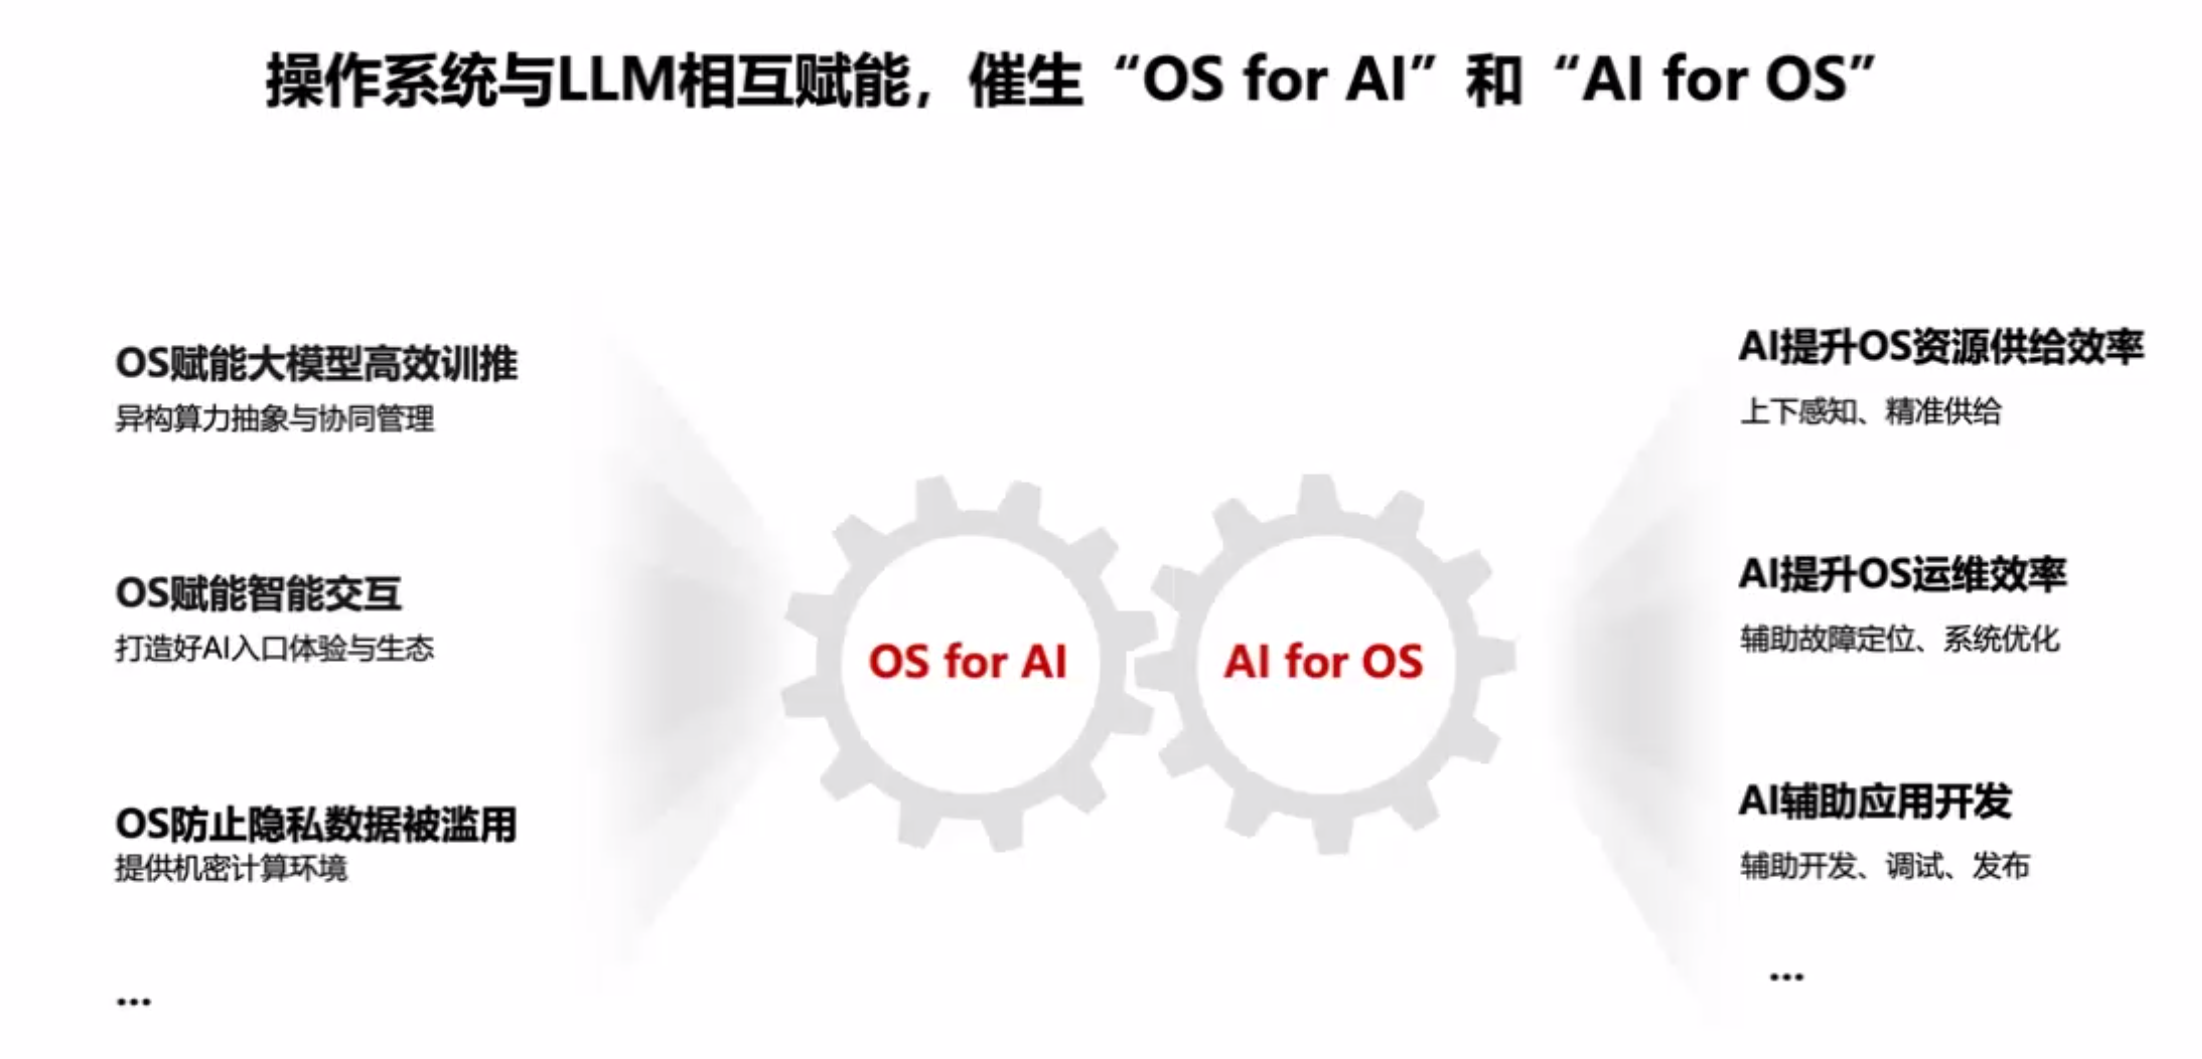 操作系统与LLM相互赋能，催生“OS for AI”和“AI for OS”
OS赋能大模型高效训推
异构算力抽象与协同管理
OS赋能智能交互
打造好AI入口体验与生态
OS防止隐私数据被滥用
提供机密计算环境
...
OS for AI
AI for OS
AI提升OS资源供给效率
上下感知、精准供给
AI提升OS运维效率
辅助故障定位、系统优化
AI辅助应用开发
辅助开发、调试、发布
...